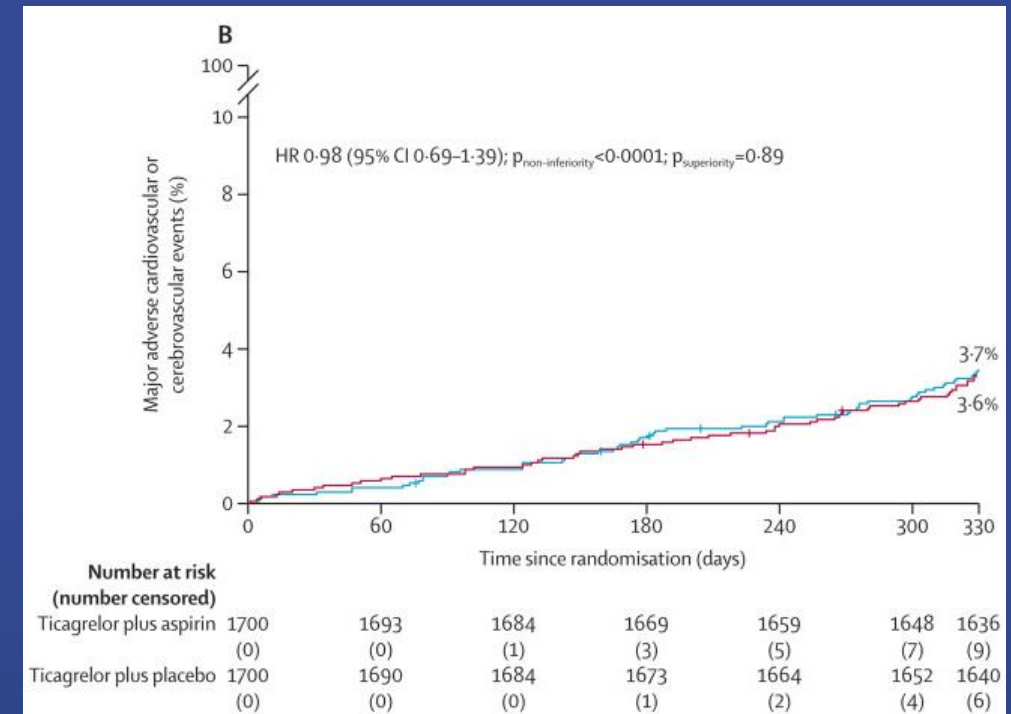 B
100
10
HR 0·98 (95% CI 0·69–1·39); pnon-inferiority<0·0001; psuperiority=0·89
8
6
4
2
0
Major adverse cardiovascular or
cerebrovascular events (%)
3·7%
3·6%
0 60 120 180 240 300 330
Time since randomisation (days)
Number at risk
(number censored)
Ticagrelor plus aspirin 1700 1693 1684 1669 1659 1648 1636
(0) (0) (1) (3) (5) (7) (9)
Ticagrelor plus placebo 1700 1690 1684 1673 1664 1652 1640
(0) (0) (0) (1) (2) (4) (6)